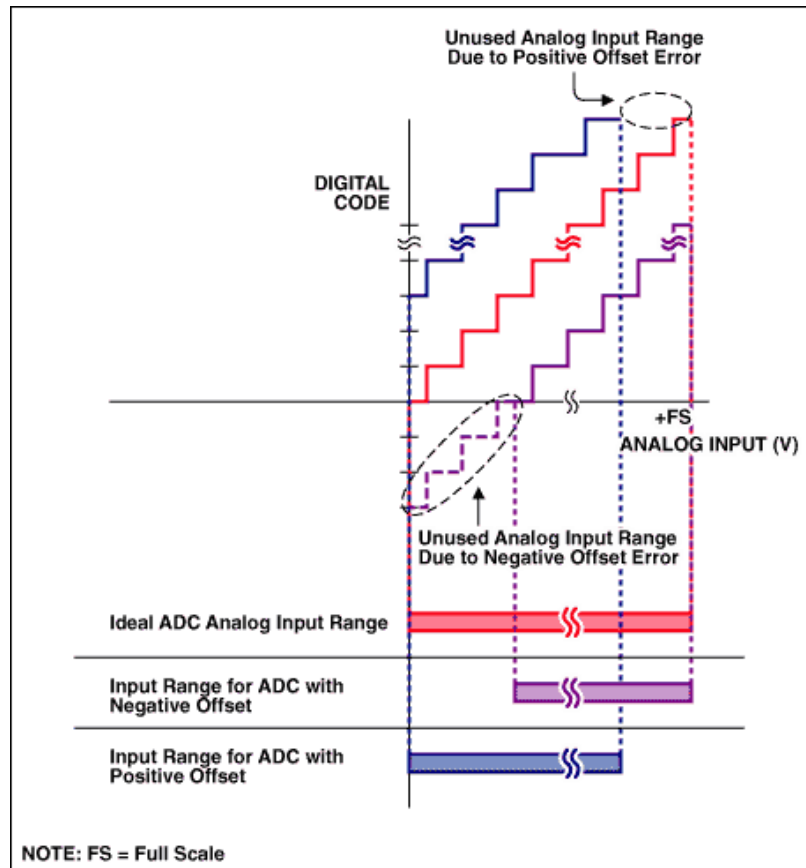 Unused Analog Input Range
Due to Positive Offset Error
DIGITAL
CODE
+FS
ANALOG INPUT (V)
Unused Analog Input Range
Due to Negative Offset Error
Ideal ADC Analog Input Range
Input Range for ADC with
Negative Offset
Input Range for ADC with
Positive Offset
NOTE: FS = Full Scale